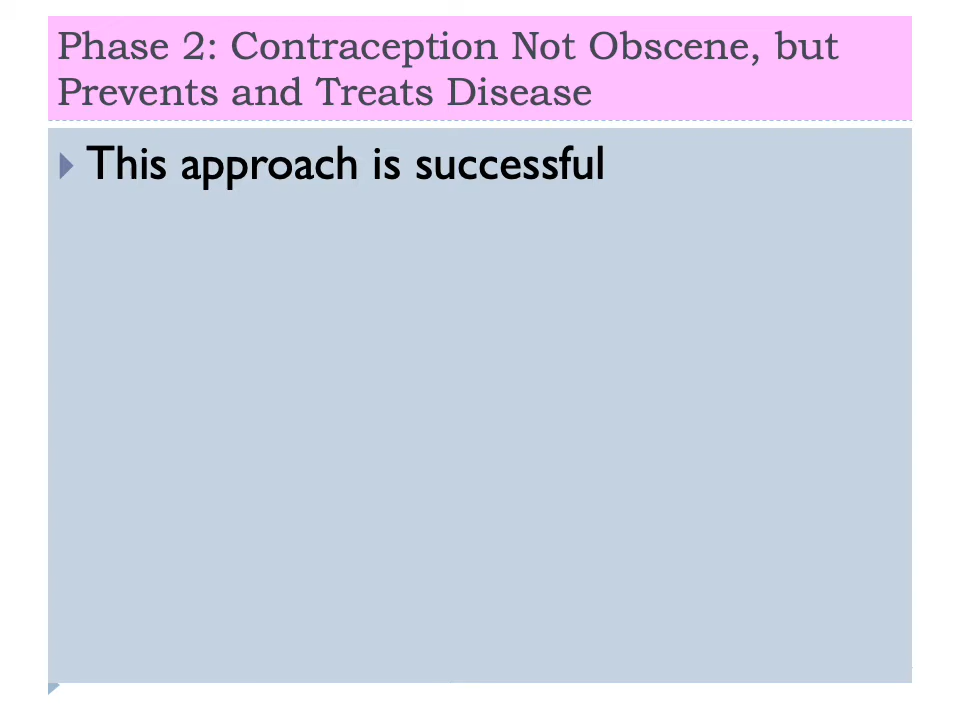 Phase 2: Contraception Not Obscene, but
Prevents and Treats Disease
This approach is successful